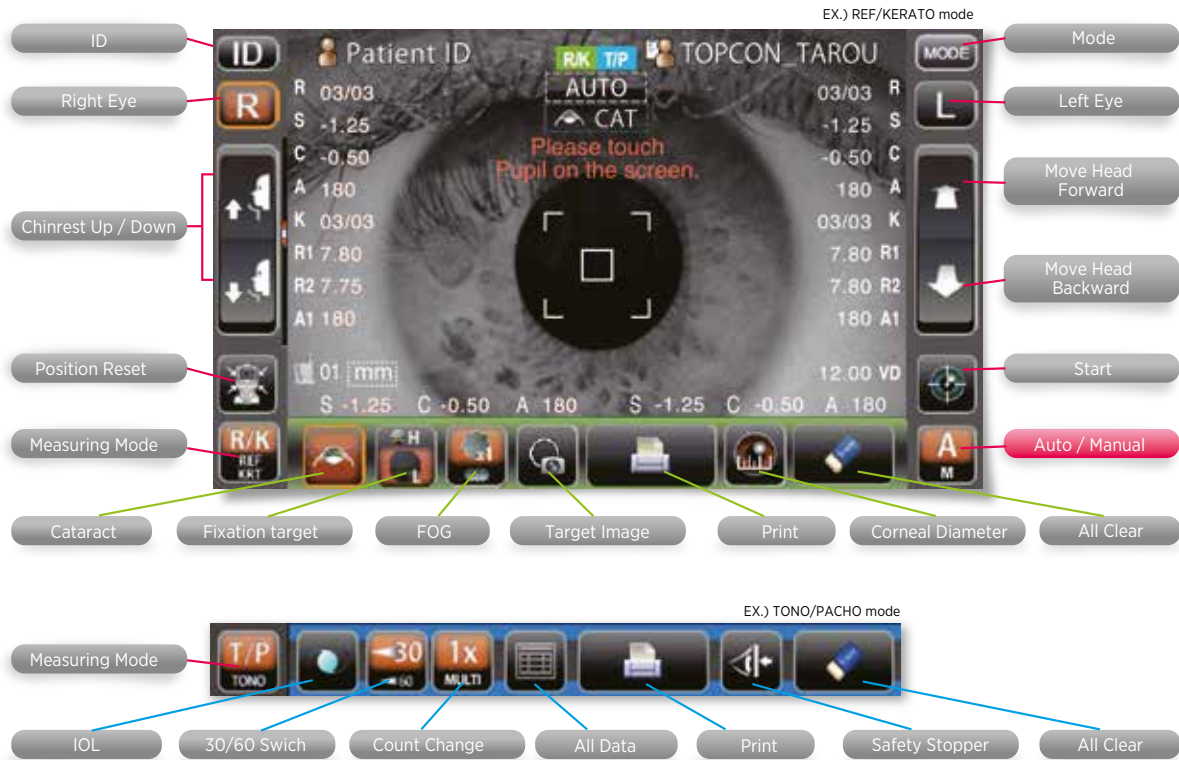 EX.) REF/KERATO mode
ID
Right Eye
Chinrest Up / Down
Position Reset
Measuring Mode
ID
Patient ID
R/K T/P
TOPCON_TAROU
MODE
R
L
AUTO
CAT
Please touch
Pupil on the screen.
R 03/03
S -1.25
C -0.50
A 180
K 03/03
R1 7.80
R2 7.75
A1 180
03/03 R
-1.25 S
-0.50 C
180 A
03/03 K
7.80 R1
7.80 R2
180 A1
01 mm
12.00 VD
S -1.25 C -0.50 A 180 S -1.25 C -0.50 A 180
R/K
REF
KRT
H
L
x1
A
M
Mode
Left Eye
Move Head
Forward
Move Head
Backward
Start
Auto / Manual
Cataract
Fixation target
FOG
Target Image
Print
Corneal Diameter
All Clear
EX.) TONO/PACHO mode
Measuring Mode
T/P
TONO
30
60
1x
MULTI
IOL
30/60 Swich
Count Change
All Data
Print
Safety Stopper
All Clear